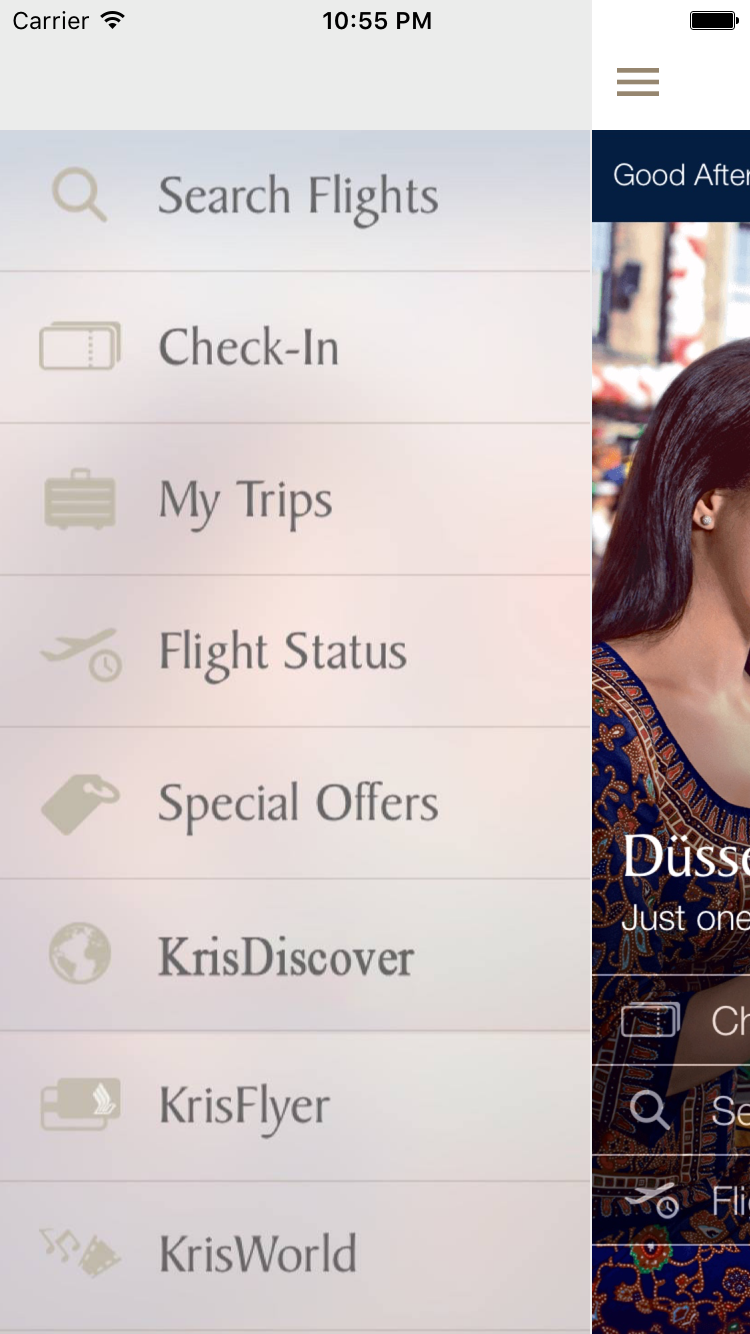 Carrier 10:55 PM
Search Flights
Check-In
My Trips
Flight Status
Special Offers
KrisDiscover
KrisFlyer
KrisWorld
Good After
Düsse
Just one
Ch
Se
Fli